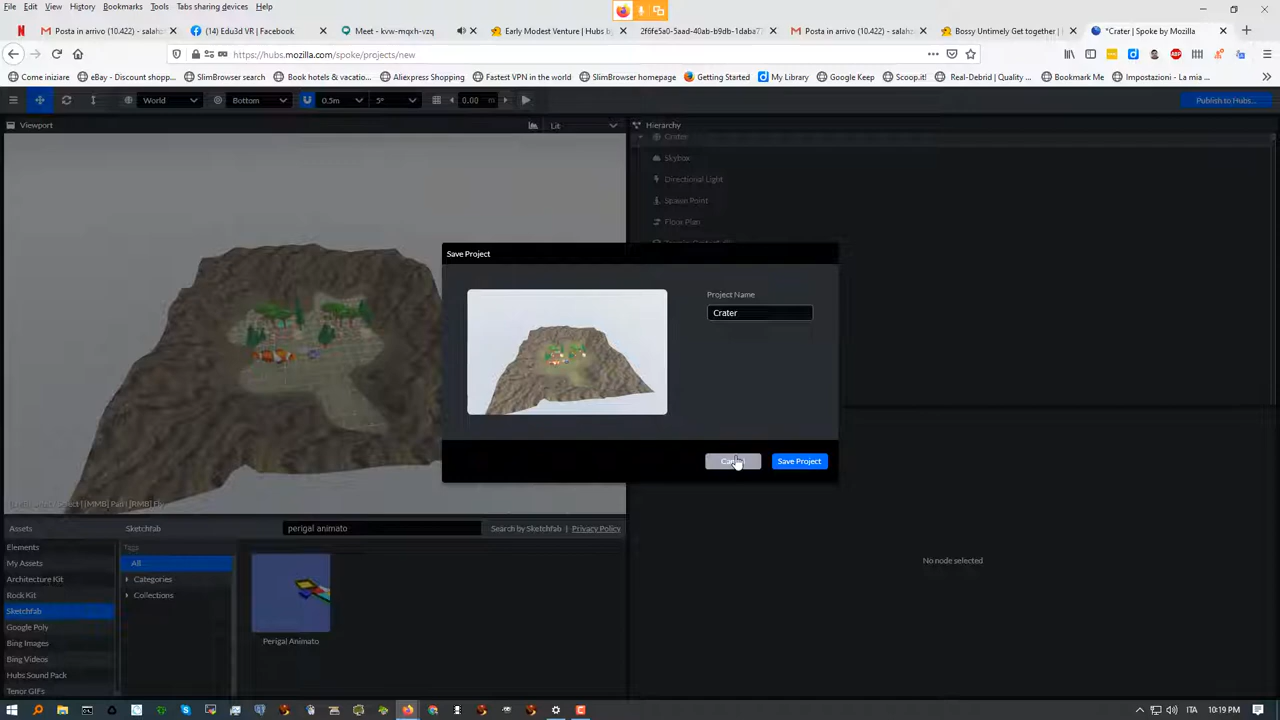 File Edit View History Bookmarks Tools Tabs sharing devices Help
Posta in arrivo (10.422) - salaho
(14) Edu3d VR | Facebook
Meet - kvw-mqxh-vzq
Early Modest Venture | Hubs by
2f6fe5a0-0405-40ab-b9db-1daba7
Posta in arrivo (10.422) - salaho
Bossy Untimely Get together |
*Crater | Spoke by Mozilla
https://hubs.mozilla.com/spoke/projects/new
Come iniziare eBay - Discount shopp... SlimBrowser search Book hotels & vacatio... Aliexpress Shopping Fastest VPN in the world SlimBrowser homepage Getting Started My Library Google Keep Scoop.it! Real-Debrid | Quality ... Bookmark Me Impostazioni - La mia ...
World Bottom 0.5m 5° 0.00 m Publish to Hubs...
Viewport Lit Hierarchy
Crater
Skybox
Directional Light
Spawn Point
Floor Plan
Save Project
Project Name
Crater
Save Project
Assets Sketchfab perigal animato Search by Sketchfab | Privacy Policy
Elements Tags
My Assets All
Architecture Kit Categories
Rock Kit Collections
Sketchfab
Google Poly
Bing Images
Bing Videos
Hubs Sound Pack
Tenor GIFs
Perigal Animato
No node selected
ITA 10:19 PM